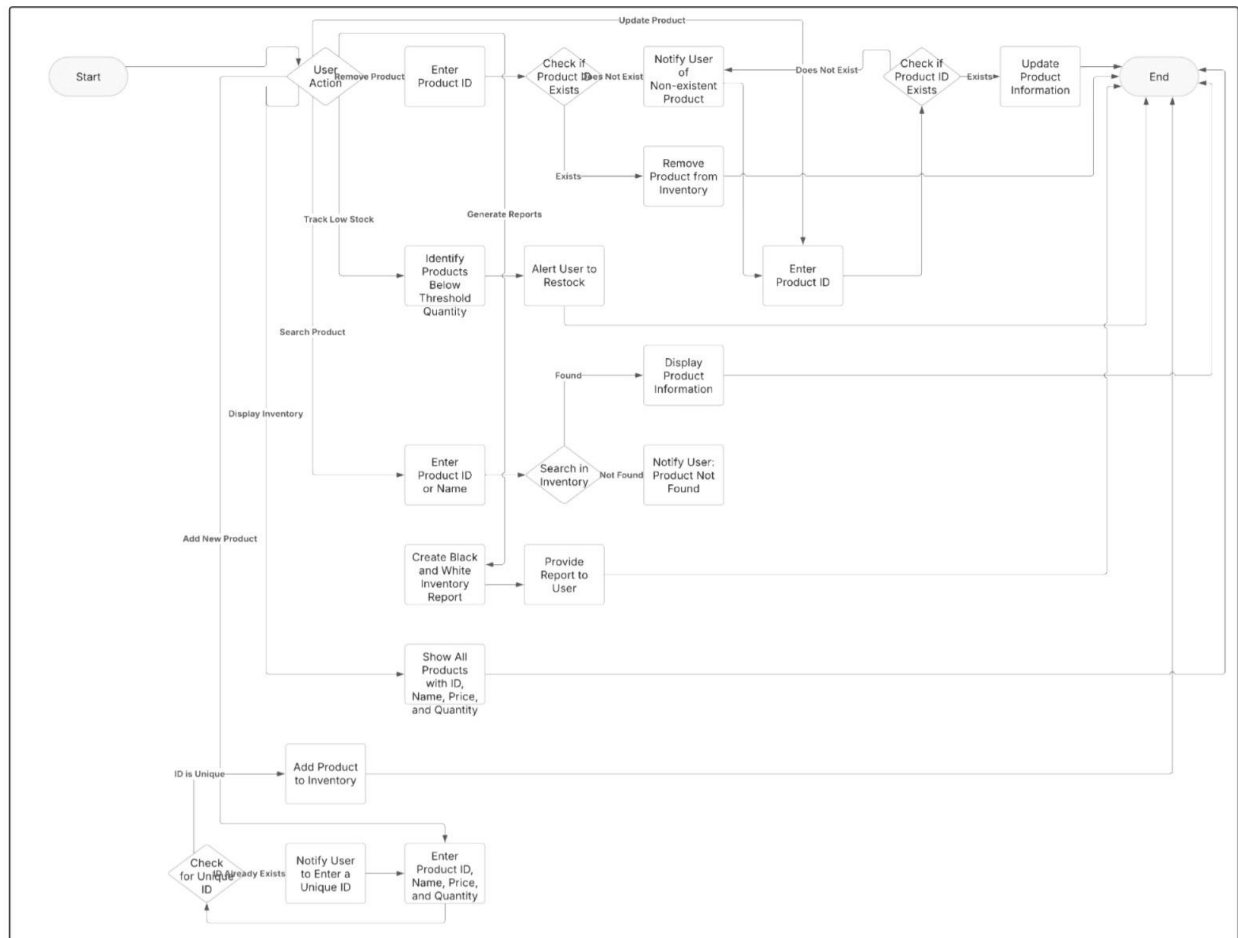 Update Product
Start
User
Action
Remove Product
Enter
Product ID
Check if
Product ID
Exists
Does Not Exist
Notify User
of
Non-existent
Product
Does Not Exist
Check if
Product ID
Exists
Exists
Update
Product
Information
End
Exists
Remove
Product from
Inventory
Track Low Stock
Generate Reports
Identify
Products
Below
Threshold
Quantity
Alert User to
Restock
Enter
Product ID
Search Product
Found
Display
Product
Information
Display Inventory
Enter
Product ID
or Name
Search in
Inventory
Not Found
Notify User:
Product Not
Found
Add New Product
Create Black
and White
Inventory
Report
Provide
Report to
User
Show All
Products
with ID,
Name, Price,
and Quantity
ID is Unique
Add Product
to Inventory
Check
for Unique
ID
ID Already Exists
Notify User
to Enter a
Unique ID
Enter
Product ID,
Name, Price,
and Quantity